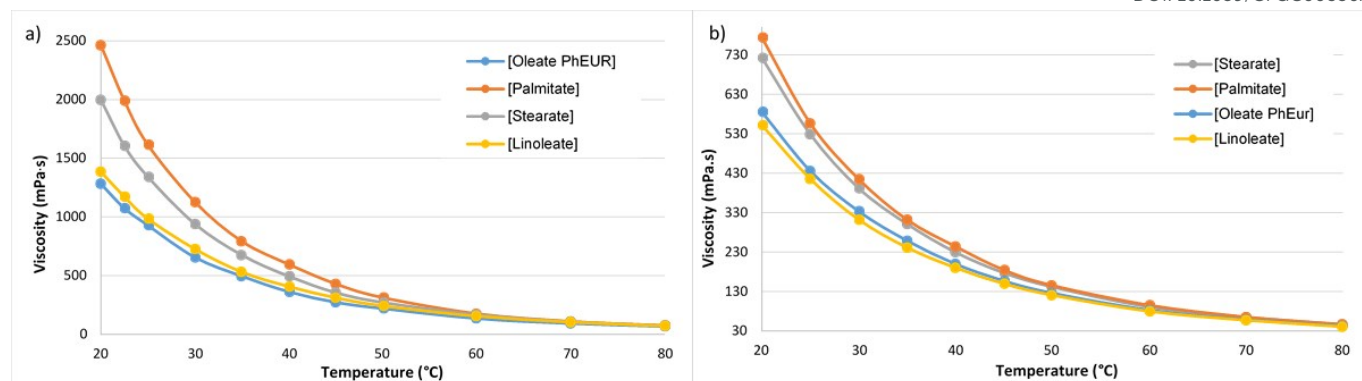 a)
2500
2000
1500
1000
500
0
20 30 40 50 60 70 80
Viscosity (mPa·s)
Temperature (°C)
[Oleate PhEUR]
[Palmitate]
[Stearate]
[Linoleate]
b)
730
630
530
430
330
230
130
30
20 30 40 50 60 70 80
Viscosity (mPa.s)
Temperature (°C)
[Stearate]
[Palmitate]
[Oleate PhEur]
[Linoleate]